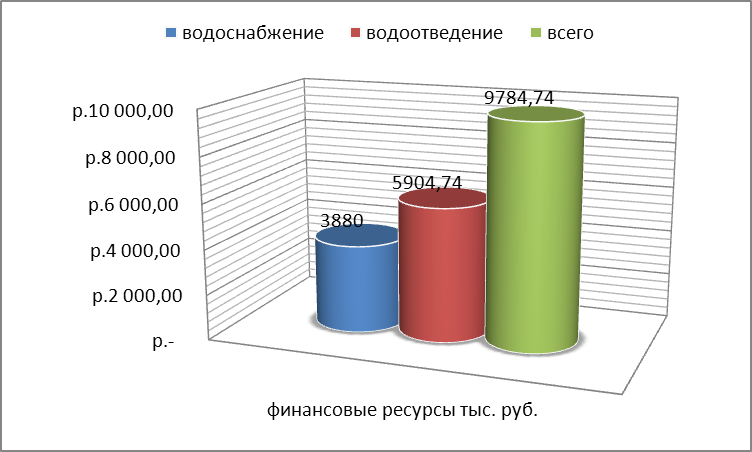 водоснабжение водоотведение всего
9784,74
р.10 000,00
р.8 000,00
5904,74
р.6 000,00
3880
р.4 000,00
р.2 000,00
р.-
финансовые ресурсы тыс. руб.